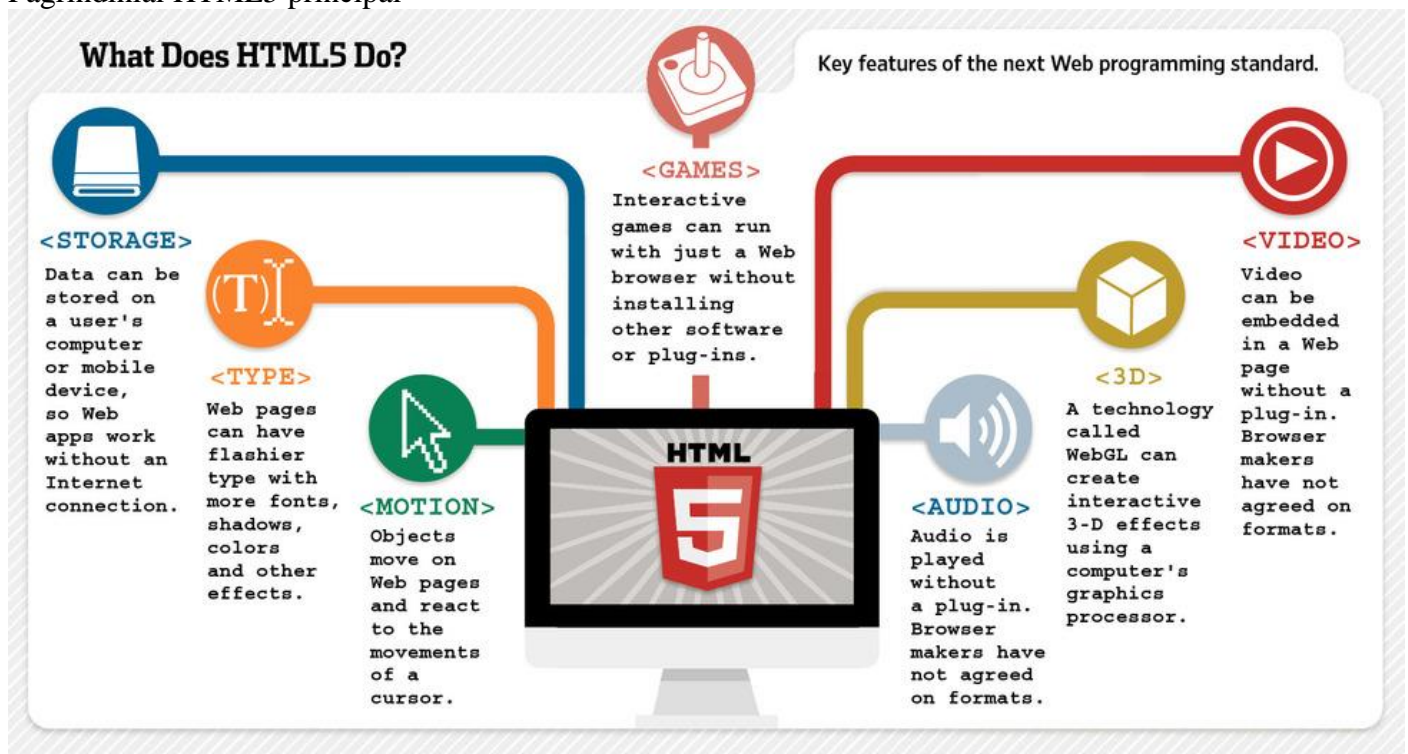 Pagrindiniai HTML5 principai
What Does HTML5 Do?
Key features of the next Web programming standard.
<STORAGE>
Data can be
stored on
a user's
computer
or mobile
device,
so Web
apps work
without an
Internet
connection.
(T)
<TYPE>
Web pages
can have
flashier
type with
more fonts,
shadows,
colors
and other
effects.
<MOTION>
Objects
move on
Web pages
and react
to the
movements
of a
cursor.
<GAMES>
Interactive
games can run
with just a Web
browser without
installing
other software
or plug-ins.
HTML
5
<AUDIO>
Audio is
played
without
a plug-in.
Browser
makers have
not agreed
on formats.
<3D>
A technology
called
WebGL can
create
interactive
3-D effects
using a
computer's
graphics
processor.
<VIDEO>
Video
can be
embedded
in a Web
page
without a
plug-in.
Browser
makers
have not
agreed on
formats.